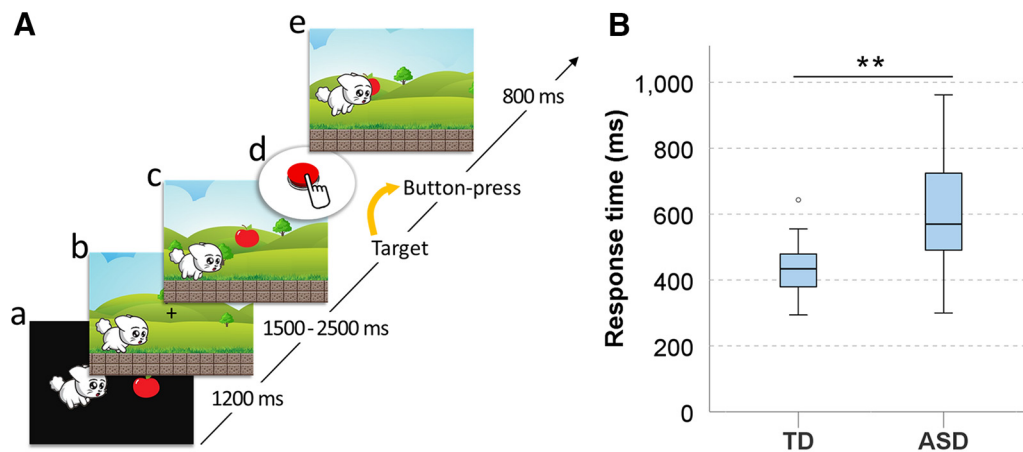 A
a
1200 ms
b
+
1500 - 2500 ms
c
Target
d
Button-press
e
800 ms
B
**
Response time (ms)
1,000
800
600
400
200
0
TD
ASD